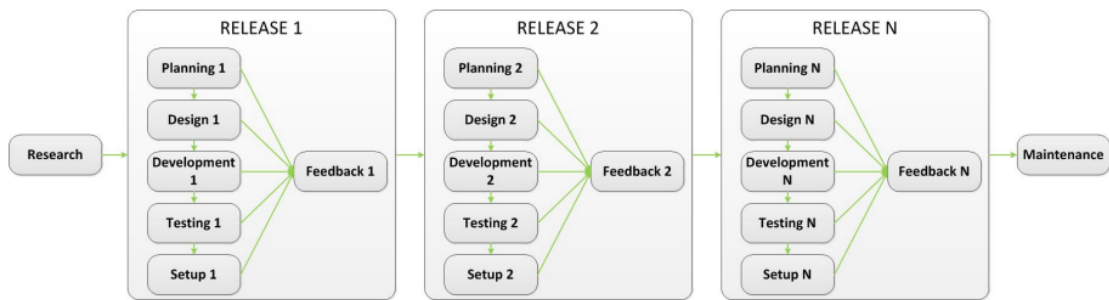 RELEASE 1
RELEASE 2
RELEASE N
Research
Planning 1
Design 1
Development
1
Testing 1
Setup 1
Feedback 1
Planning 2
Design 2
Development
2
Testing 2
Setup 2
Feedback 2
Planning N
Design N
Development
N
Testing N
Setup N
Feedback N
Maintenance